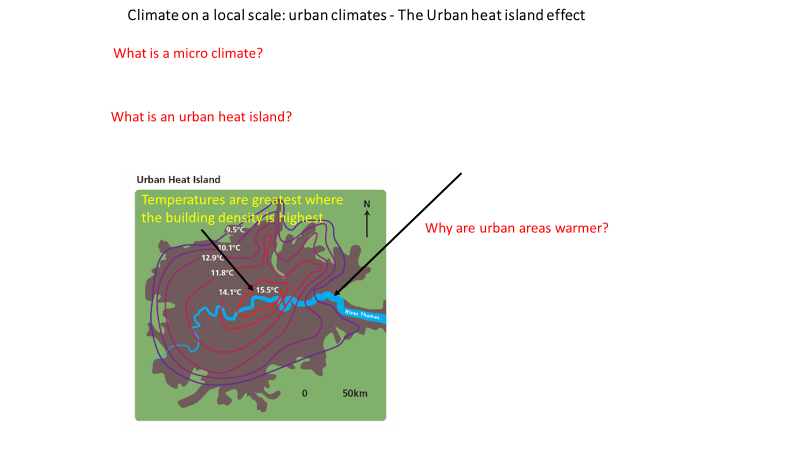 Climate on a local scale: urban climates - The Urban heat island effect
What is a micro climate?
What is an urban heat island?
Urban Heat Island
Temperatures are greatest where
the building density is highest
N
9.5°C
10.1°C
12.9°C
11.8°C
14.1°C
15.5°C
River Thames
0 50km
Why are urban areas warmer?